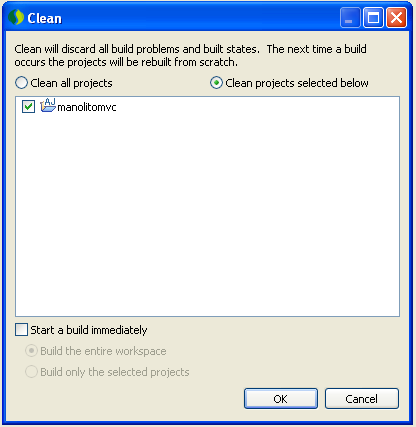 Clean
Clean will discard all build problems and built states. The next time a build
occurs the projects will be rebuilt from scratch.
Clean all projects Clean projects selected below
AJ manolitomvc
Start a build immediately
Build the entire workspace
Build only the selected projects
OK Cancel